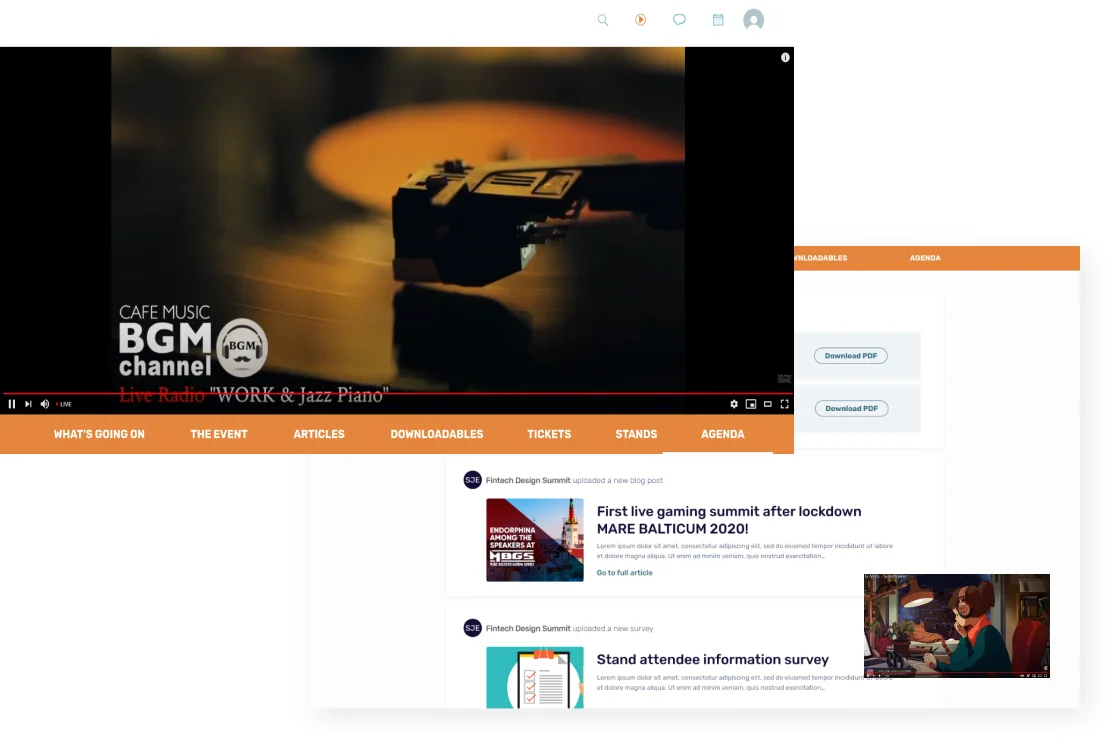 CAFE MUSIC
BGM
channel
BGM
Live Radio "WORK & Jazz Piano"
LIVE
WHAT'S GOING ON THE EVENT ARTICLES DOWNLOADABLES TICKETS STANDS AGENDA
WNLOADABLES AGENDA
Download PDF
Download PDF
SJE Fintech Design Summit uploaded a new blog post
ENDORPHINA
AMONG THE
SPEAKERS AT
MBGS
First live gaming summit after lockdown
MARE BALTICUM 2020!
Lorem ipsum dolor sit amet, consectetur adipiscing elit, sed do eiusmod tempor incididunt ut labore
et dolore magna aliqua. Ut enim ad minim veniam, quis nostrud exercitation...
Go to full article
SJE Fintech Design Summit uploaded a new survey
Stand attendee information survey
Lorem ipsum dolor sit amet, consectetur adipiscing elit, sed do eiusmod tempor incididunt ut labore
et dolore magna aliqua. Ut enim ad minim veniam, quis nostrud exercitation...